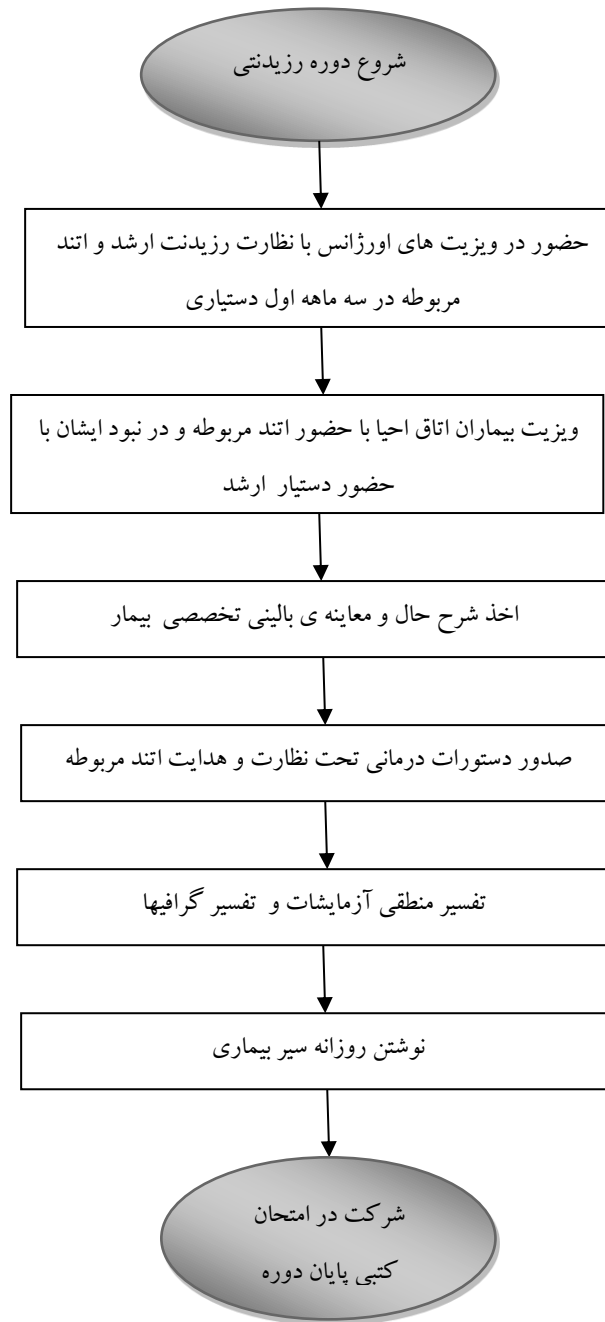 شروع دوره رزیدنتی
حضور در ویزیت های اورژانس با نظارت رزیدنت ارشد و اتند
مربوطه در سه ماهه اول دستیاری
ویزیت بیماران اتاق احیا با حضور اتند مربوطه و در نبود ایشان با
حضور دستیار ارشد
اخذ شرح حال و معاینه ی بالینی تخصصی بیمار
صدور دستورات درمانی تحت نظارت و هدایت اتند مربوطه
تفسیر منطقی آزمایشات و تفسیر گرافیها
نوشتن روزانه سیر بیماری
شرکت در امتحان
کتبی پایان دوره